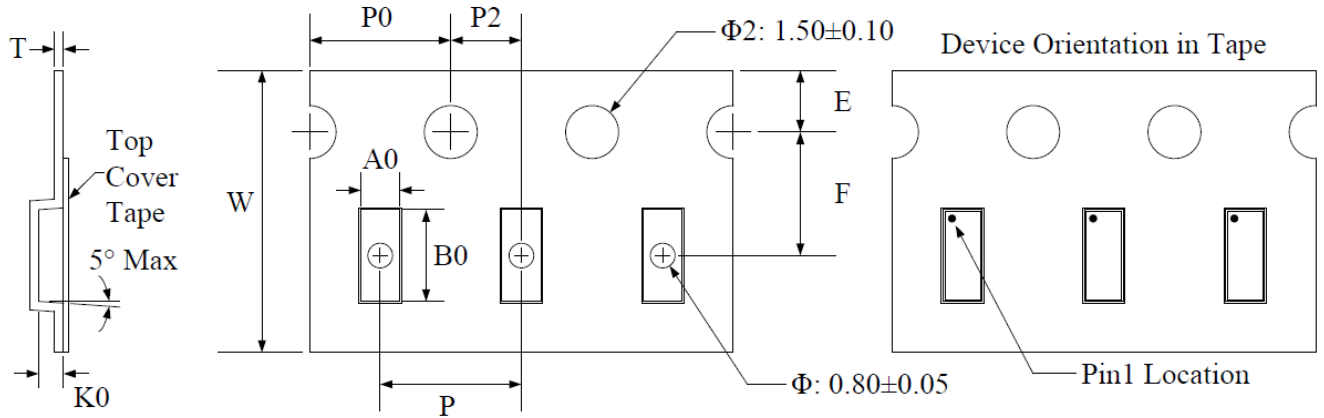 P0
P2
Φ2: 1.50±0.10
Device Orientation in Tape
T
E
Top
Cover
Tape
A0
W
F
B0
5° Max
K0
P
Φ: 0.80±0.05
Pin1 Location